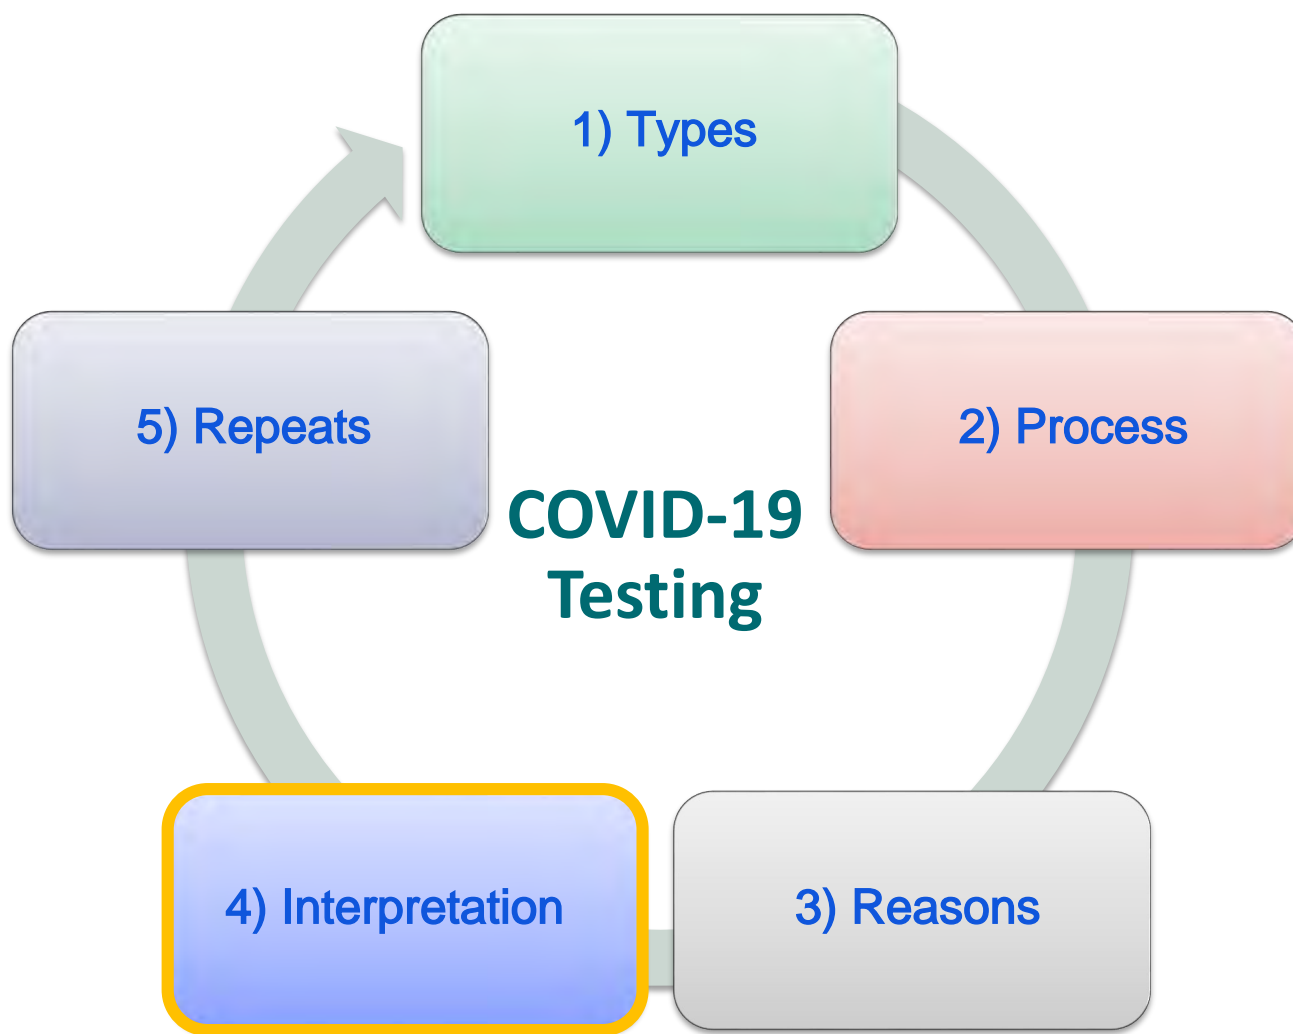 1) Types
2) Process
3) Reasons
4) Interpretation
5) Repeats
COVID-19
Testing